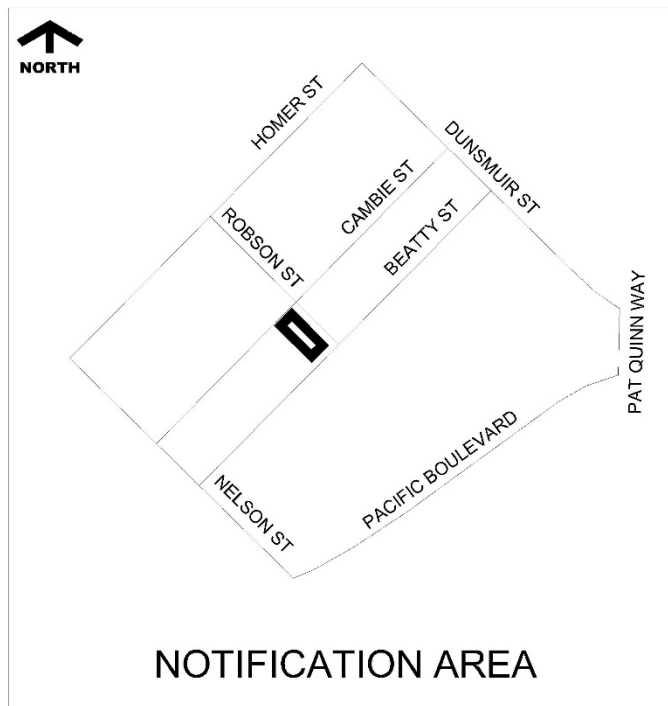 NORTH
HOMER ST
DUNSMUIR ST
CAMBIE ST
ROBSON ST
BEATTY ST
PAT QUINN WAY
PACIFIC BOULEVARD
NELSON ST
NOTIFICATION AREA